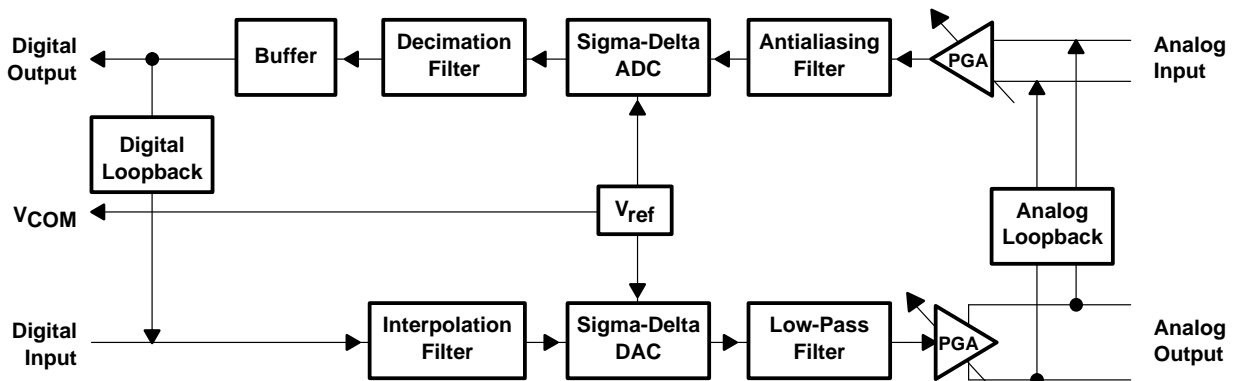 Digital
Output
Buffer
Decimation
Filter
Sigma-Delta
ADC
Antialiasing
Filter
PGA
Analog
Input
Digital
Loopback
VCOM
Vref
Analog
Loopback
Digital
Input
Interpolation
Filter
Sigma-Delta
DAC
Low-Pass
Filter
PGA
Analog
Output